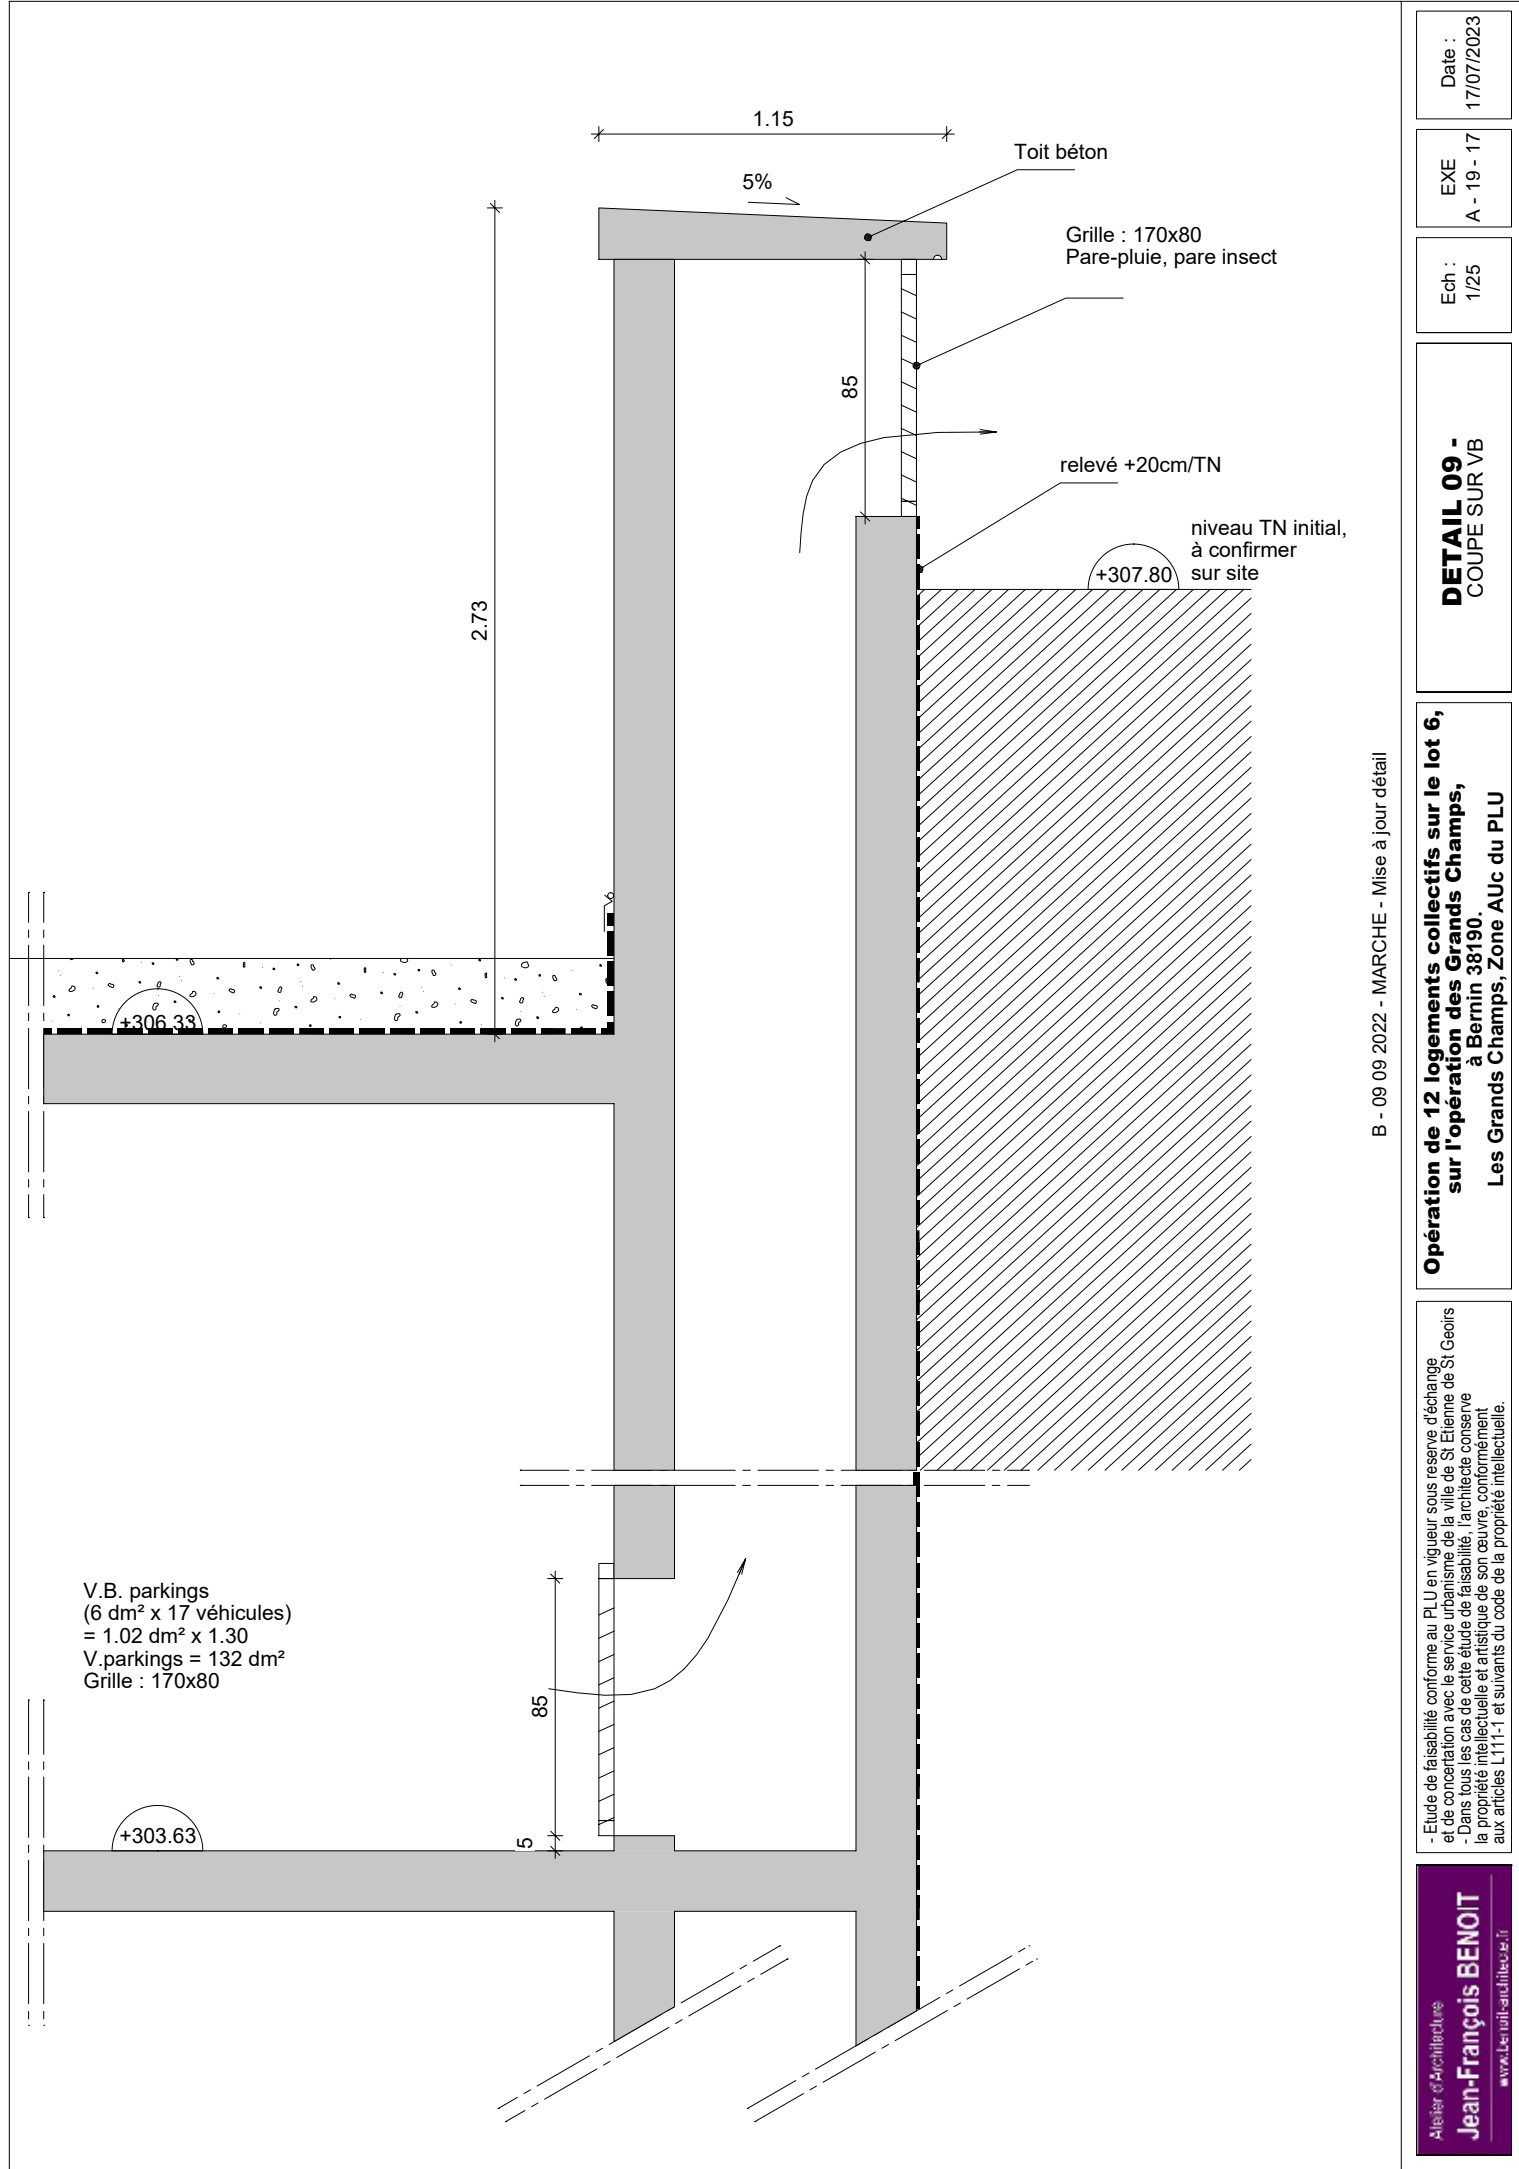 1.15
Toit béton
5%
Grille : 170x80
Pare-pluie, pare insect
85
relevé +20cm/TN
niveau TN initial,
à confirmer
sur site
+307.80
2.73
+306.33
V.B. parkings
(6 dm² x 17 véhicules)
= 1.02 dm² x 1.30
V.parkings = 132 dm²
Grille : 170x80
85
5
+303.63
B - 09 09 2022 - MARCHE - Mise à jour détail
Atelier d'Architecture
Jean-François BENOIT
www.benoit-architecte.fr
- Etude de faisabilité conforme au PLU en vigueur sous reserve d'échange
et de concertation avec le service urbanisme de la ville de St Etienne de St Geoirs
- Dans tous les cas de cette étude de faisabilité, l'architecte conserve
la propriété intellectuelle et artistique de son œuvre, conformément
aux articles L111-1 et suivants du code de la propriété intellectuelle.
Opération de 12 logements collectifs sur le lot 6,
sur l'opération des Grands Champs,
à Bernin 38190.
Les Grands Champs, Zone AUc du PLU
DETAIL 09 -
COUPE SUR VB
Ech :
1/25
EXE
A - 19 - 17
Date :
17/07/2023